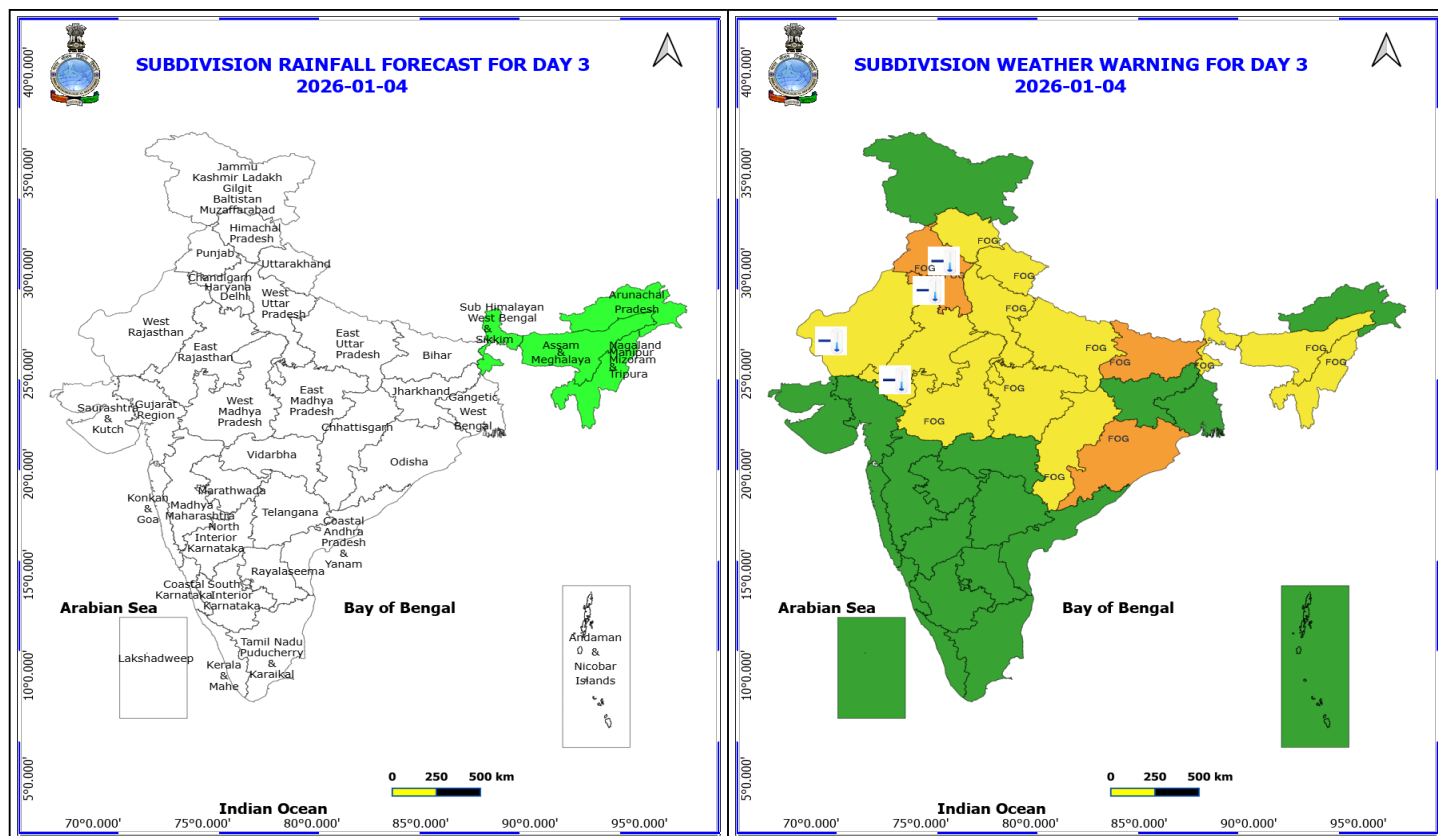 SUBDIVISION RAINFALL FORECAST FOR DAY 3
2026-01-04
40°0.000'
35°0.000'
30°0.000'
25°0.000'
20°0.000'
15°0.000'
10°0.000'
5°0.000'
Jammu
Kashmir Ladakh
Gilgit
Baltistan
Muzaffarabad
Himachal
Pradesh
Punjab
Uttarakhand
Chandigarh
Haryana
Delhi
West
Uttar
Pradesh
West
Rajasthan
East
Rajasthan
East
Uttar
Pradesh
Bihar
Sub Himalayan
West Bengal
&
Sikkim
Arunachal
Pradesh
Assam
&
Meghalaya
Nagaland
Manipur
Mizoram
&
Tripura
Saurashtra
&
Kutch
Gujarat
Region
West
Madhya
Pradesh
East
Madhya
Pradesh
Jharkhand
Gangetic
West
Bengal
Chhattisgarh
Vidarbha
Odisha
Konkan
&
Goa
Marathwada
Madhya
Maharashtra
Telangana
North
Interior
Karnataka
Coastal
Andhra
Pradesh
&
Yanam
Rayalaseema
Coastal
Karnataka
South
Interior
Karnataka
Arabian Sea
Bay of Bengal
Lakshadweep
Tamil Nadu
Puducherry
&
Karaikal
Kerala
&
Mahe
Andaman
&
Nicobar
Islands
0 250 500 km
Indian Ocean
70°0.000' 75°0.000' 80°0.000' 85°0.000' 90°0.000' 95°0.000'
SUBDIVISION WEATHER WARNING FOR DAY 3
2026-01-04
40°0.000'
35°0.000'
30°0.000'
25°0.000'
20°0.000'
15°0.000'
10°0.000'
5°0.000'
FOG
FOG
FOG
FOG
FOG
FOG
FOG
FOG
FOG
FOG
FOG
FOG
FOG
FOG
Arabian Sea
Bay of Bengal
0 250 500 km
Indian Ocean
70°0.000' 75°0.000' 80°0.000' 85°0.000' 90°0.000' 95°0.000'